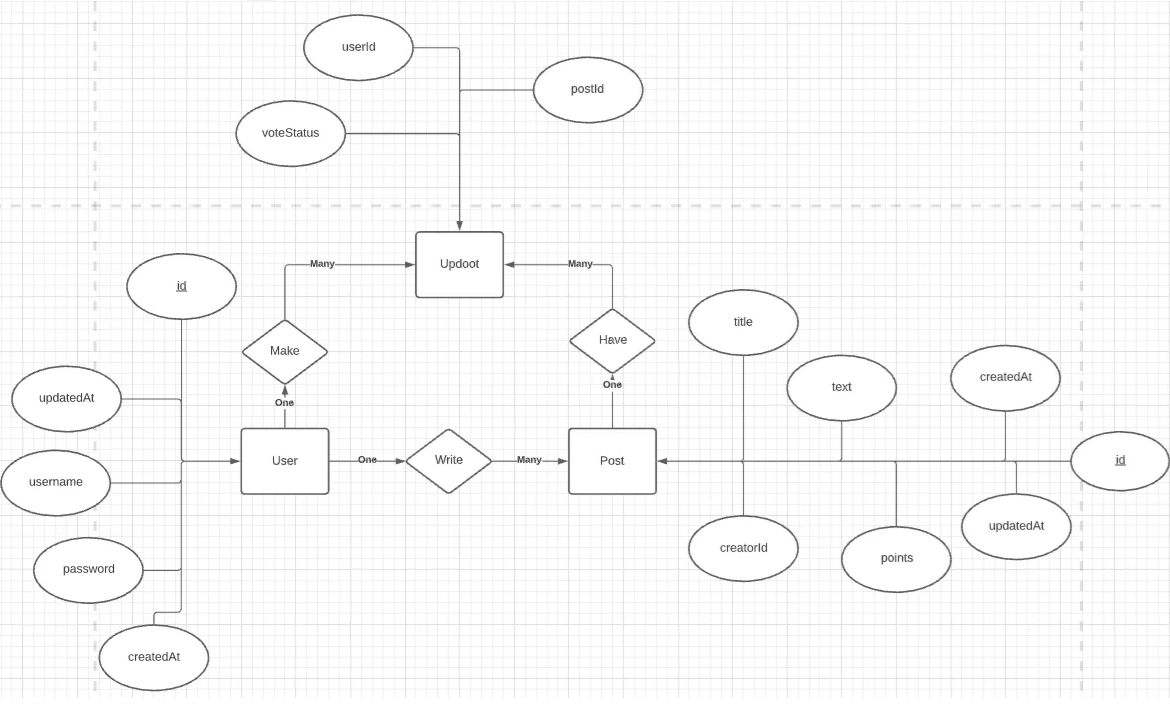 userId
postId
voteStatus
Updoot
Many
Many
id
title
Have
Make
One
createdAt
text
updatedAt
One
User
One
Write
Many
Post
id
username
updatedAt
creatorId
points
password
createdAt